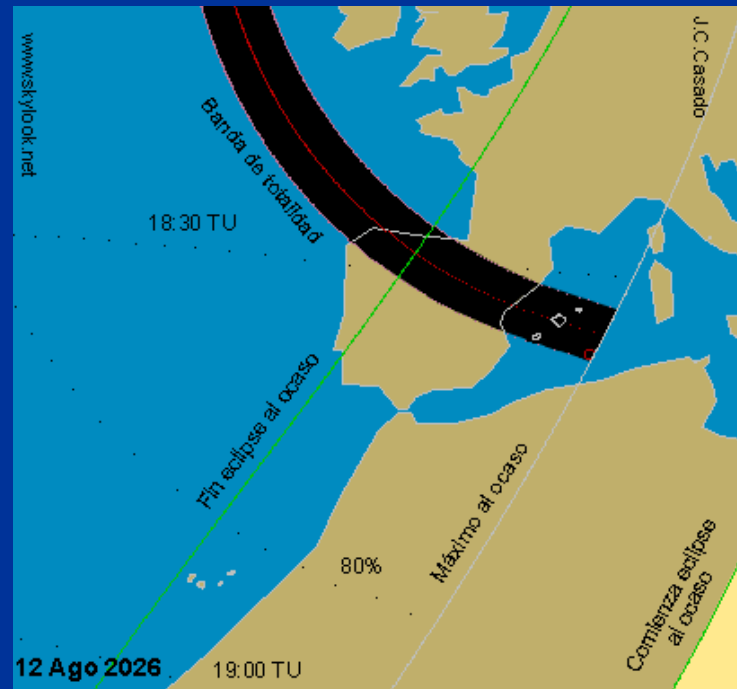 www.skylook.net
J.C.Casado
Banda de totalidad
18:30 TU
Fin eclipse al ocaso
Máximo al ocaso
80%
Comienza eclipse
al ocaso
12 Ago 2026
19:00 TU